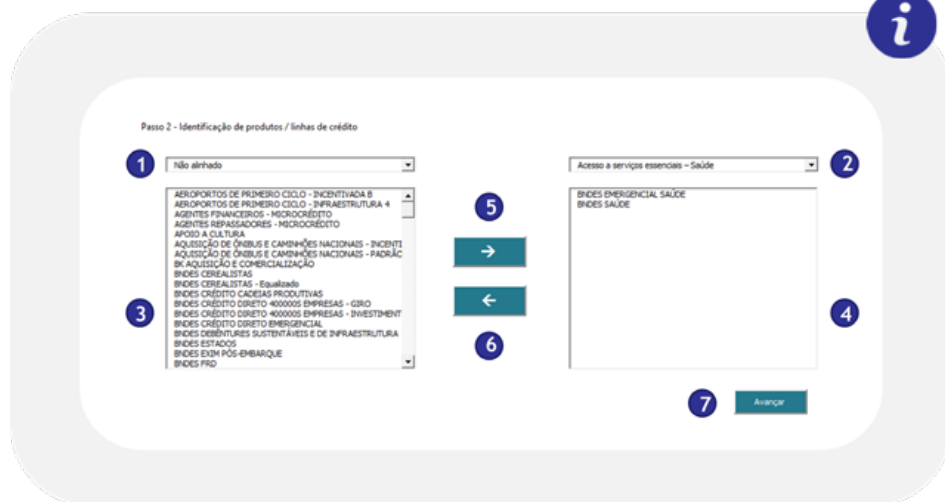 i
Passo 2 - Identificação de produtos / linhas de crédito
1
Não alinhado
Acesso a serviços essenciais – Saúde
2
AEROPORTOS DE PRIMEIRO CICLO - INCENTIVADA B
AEROPORTOS DE PRIMEIRO CICLO - INFRAESTRUTURA 4
AGENTES FINANCEIROS - MICROCRÉDITO
AGENTES REPASSADORES - MICROCRÉDITO
APOIO A CULTURA
AQUISIÇÃO DE ÔNIBUS E CAMINHÕES NACIONAIS - INCENTI
AQUISIÇÃO DE ÔNIBUS E CAMINHÕES NACIONAIS - PADRÃC
BK AQUISIÇÃO E COMERCIALIZAÇÃO
BNDES CEREALISTAS
BNDES CEREALISTAS - Equalizado
BNDES CRÉDITO CADEIAS PRODUTIVAS
BNDES CRÉDITO DIRETO 400000S EMPRESAS - GIRO
BNDES CRÉDITO DIRETO 400000S EMPRESAS - INVESTIMENT
BNDES CRÉDITO DIRETO EMERGENCIAL
BNDES DEBÊNTURES SUSTENTÁVEIS E DE INFRAESTRUTURA
BNDES ESTADOS
BNDES EXIM PÓS-EMBARQUE
BNDES FRD
3
5
→
←
6
BNDES EMERGENCIAL SAÚDE
BNDES SAÚDE
4
7
Avançar